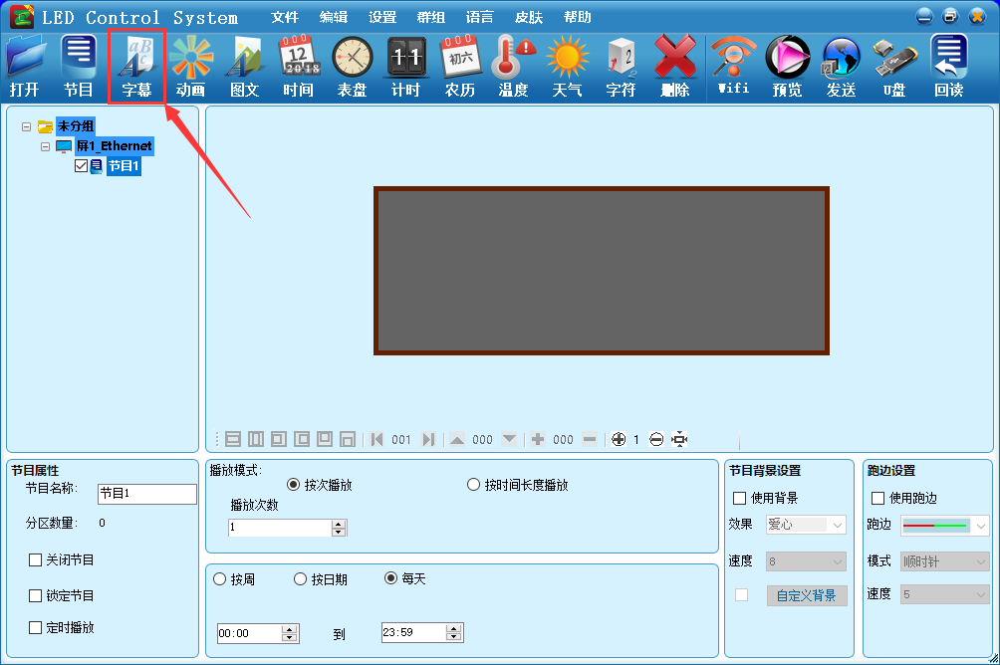 LED Control System 文件 编辑 设置 群组 语言 皮肤 帮助
aB
C
A
12
2018
11
初六
2
打开 节目 字幕 动画 图文 时间 表盘 计时 农历 温度 天气 字符 删除 Wifi 预览 发送 U盘 回读
未分组
屏1_Ethernet
节目1
001 000 000 1
节目属性
节目名称: 节目1
分区数量: 0
关闭节目
锁定节目
定时播放
播放模式:
按次播放 按时间长度播放
播放次数
1
按周 按日期 每天
00:00 到 23:59
节目背景设置
使用背景
效果 爱心
速度 8
自定义背景
跑边设置
使用跑边
跑边
模式 顺时针
速度 5